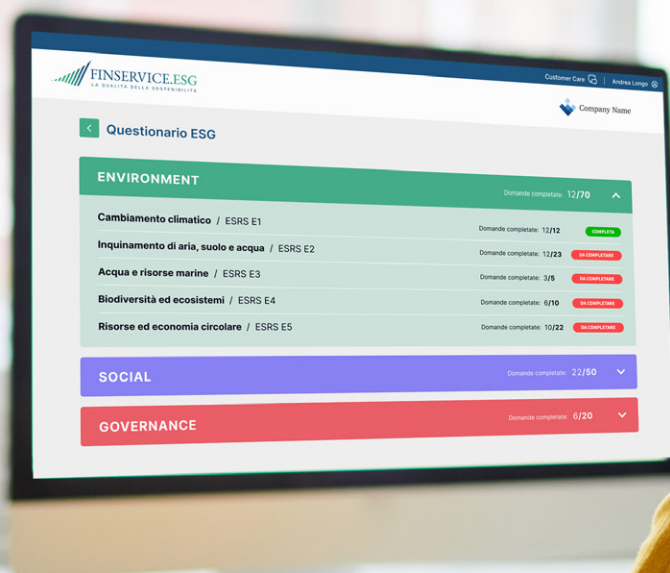 FINSERVICE.ESG
LA QUALITÀ DELLA SOSTENIBILITÀ
Customer Care | Andrea Longo
Company Name
Questionario ESG
ENVIRONMENT Domande completate: 12/70
Cambiamento climatico / ESRS E1 Domande completate: 12/12 COMPLETA
Inquinamento di aria, suolo e acqua / ESRS E2 Domande completate: 12/23 DA COMPLETARE
Acqua e risorse marine / ESRS E3 Domande completate: 3/5 DA COMPLETARE
Biodiversità ed ecosistemi / ESRS E4 Domande completate: 6/10 DA COMPLETARE
Risorse ed economia circolare / ESRS E5 Domande completate: 10/22 DA COMPLETARE
SOCIAL Domande completate: 22/50
GOVERNANCE Domande completate: 6/20